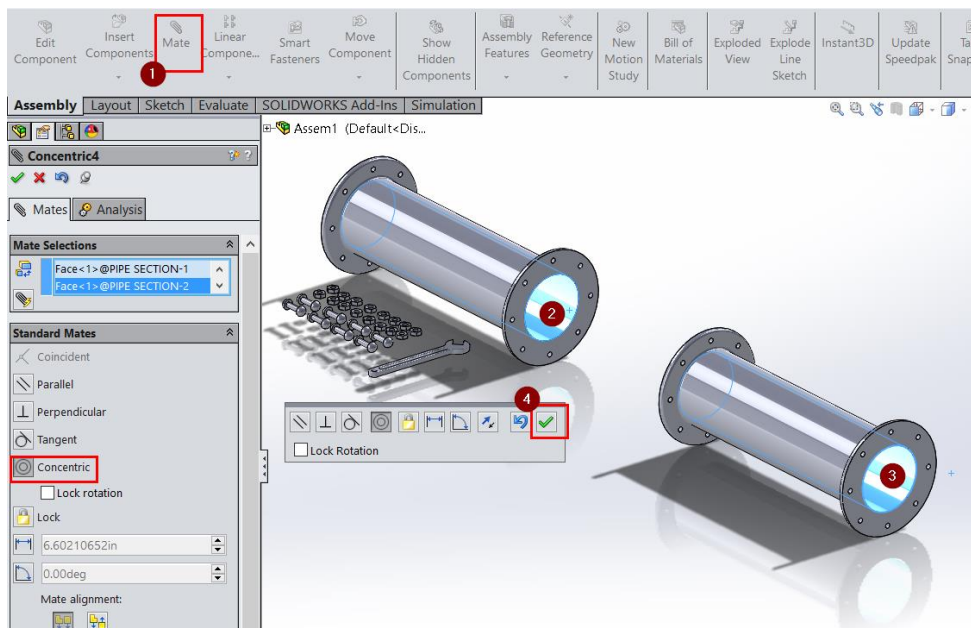 Edit Component
Insert Components
Mate
Linear Compone...
Smart Fasteners
Move Component
Show Hidden Components
Assembly Features
Reference Geometry
New Motion Study
Bill of Materials
Exploded View
Explode Line Sketch
Instant3D
Update Speedpak
Ta
Snap
1
Assembly Layout Sketch Evaluate SOLIDWORKS Add-Ins Simulation
Assem1 (Default<Dis...
Concentric4
Mates Analysis
Mate Selections
Face<1>@PIPE SECTION-1
Face<1>@PIPE SECTION-2
Standard Mates
Coincident
Parallel
Perpendicular
Tangent
Concentric
Lock rotation
Lock
6.60210652in
0.00deg
Mate alignment:
2
3
4
Lock Rotation